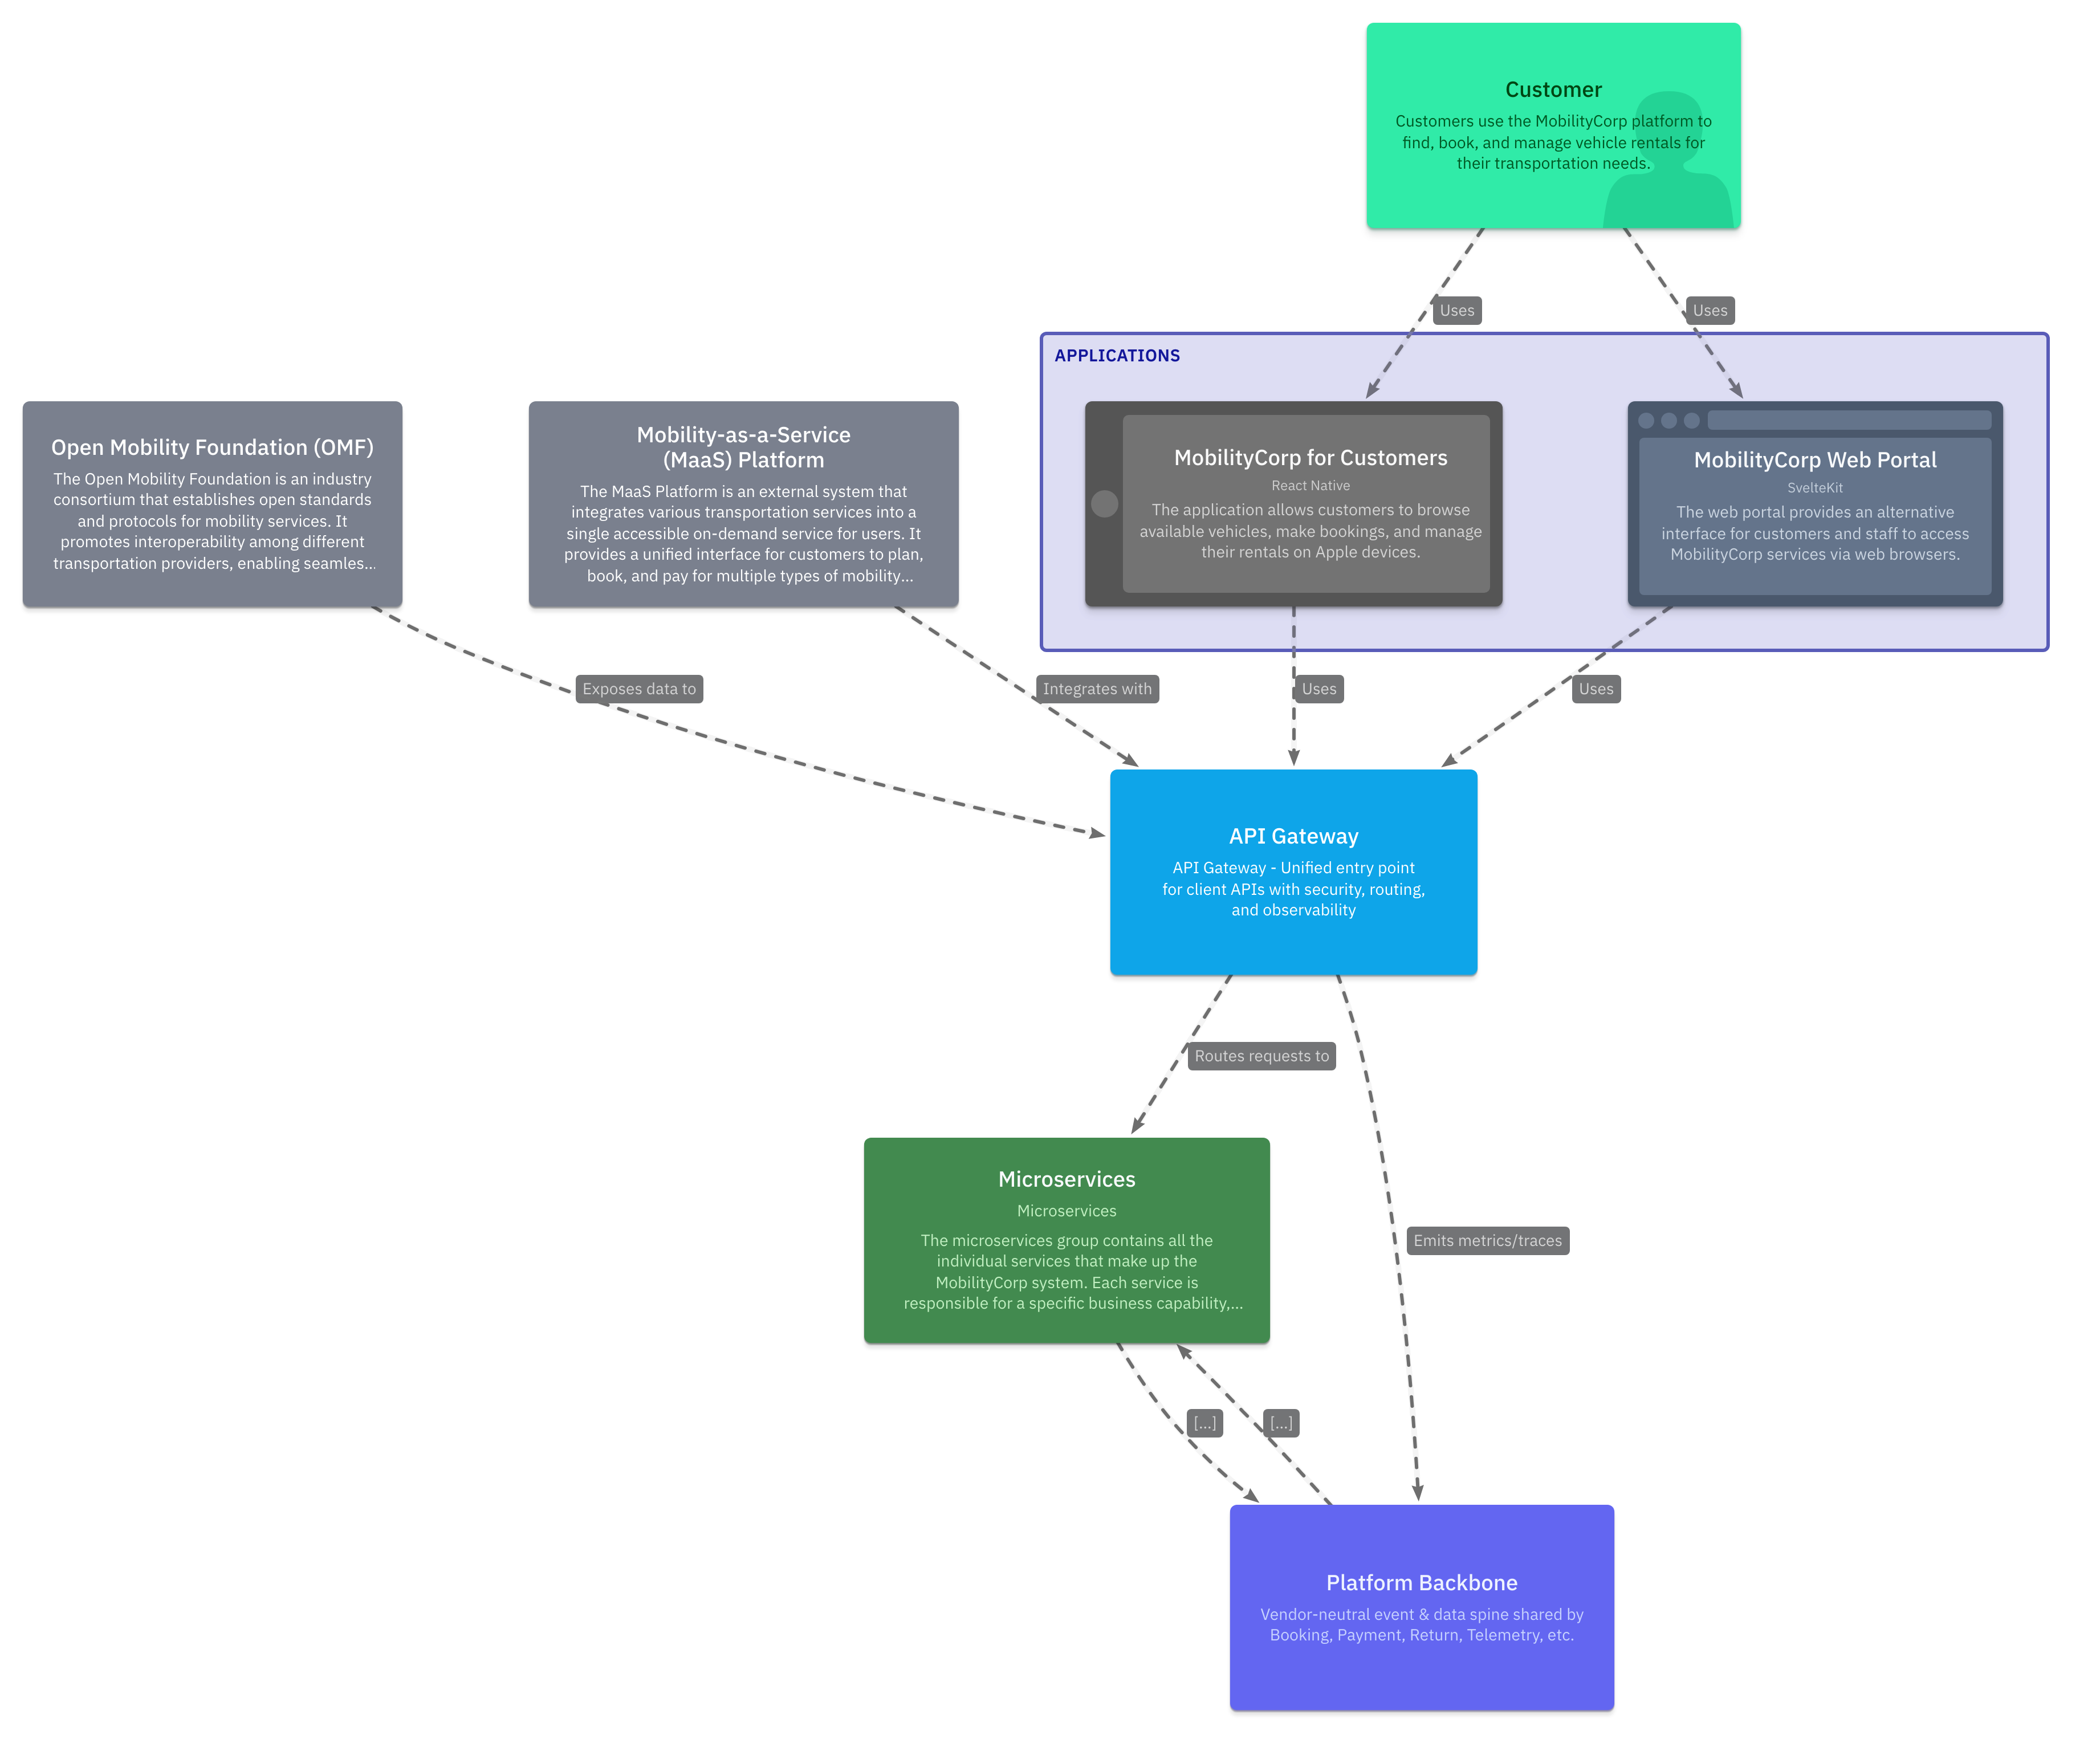 Customer
Customers use the MobilityCorp platform to
find, book, and manage vehicle rentals for
their transportation needs.
Uses
Uses
APPLICATIONS
Open Mobility Foundation (OMF)
The Open Mobility Foundation is an industry
consortium that establishes open standards
and protocols for mobility services. It
promotes interoperability among different
transportation providers, enabling seamles...
Mobility-as-a-Service
(MaaS) Platform
The MaaS Platform is an external system that
integrates various transportation services into a
single accessible on-demand service for users. It
provides a unified interface for customers to plan,
book, and pay for multiple types of mobility...
MobilityCorp for Customers
React Native
The application allows customers to browse
available vehicles, make bookings, and manage
their rentals on Apple devices.
MobilityCorp Web Portal
SvelteKit
The web portal provides an alternative
interface for customers and staff to access
MobilityCorp services via web browsers.
Exposes data to
Integrates with
Uses
Uses
API Gateway
API Gateway - Unified entry point
for client APIs with security, routing,
and observability
Routes requests to
Microservices
Microservices
The microservices group contains all the
individual services that make up the
MobilityCorp system. Each service is
responsible for a specific business capability,...
Emits metrics/traces
[...]
[...]
Platform Backbone
Vendor-neutral event & data spine shared by
Booking, Payment, Return, Telemetry, etc.